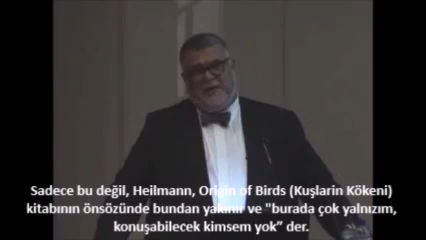 Sadece bu değil, Heilmann, Origin of Birds (Kuşlarin Kökeni)
kitabının önsözünde bundan yakınır ve "burada çok yalnızım,
konuşabilecek kimsem yok” der.